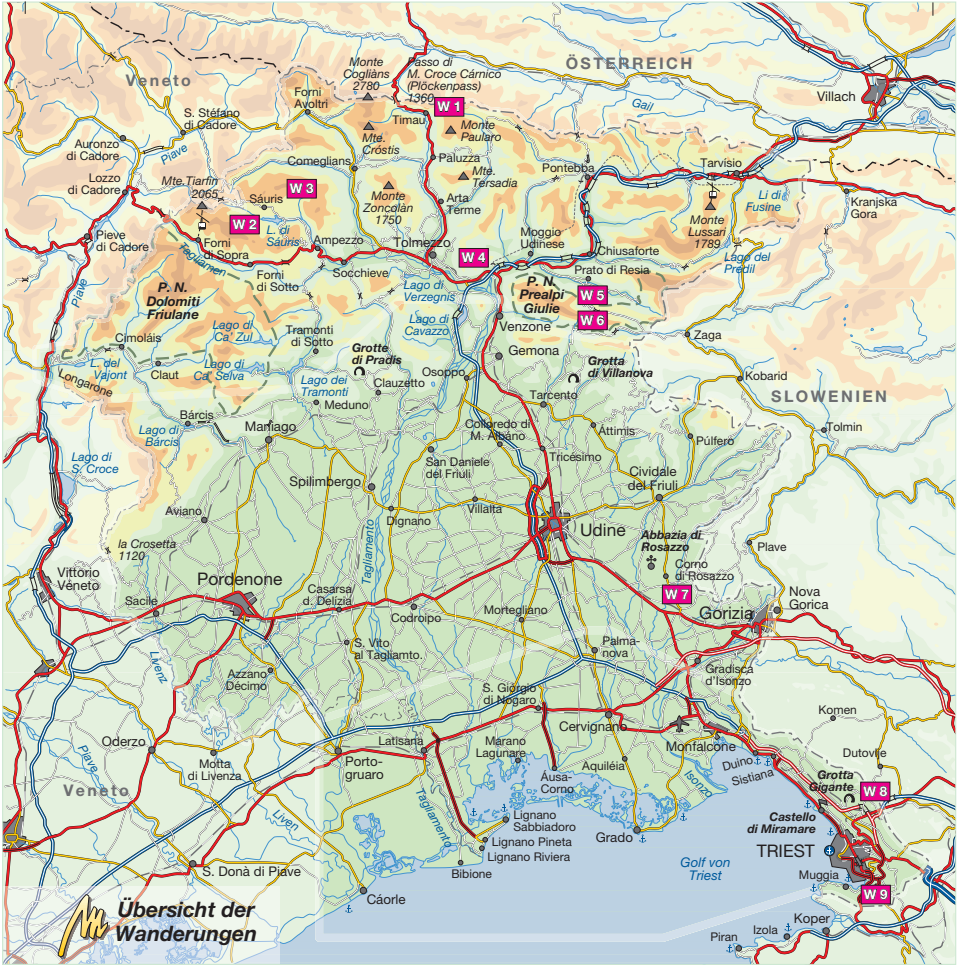 ÖSTERREICH
Monte
Cogliàns
2780
Passo di
M. Croce Cárnico
(Plöckenpass)
1360
W 1
Veneto
Villach
Forni
Avoltri
Gail
S. Stéfano
di Cadore
Timau
Monte
Paularo
Mte.
Cróstis
Auronzo
di Cadore
Piave
Comeglians
Paluzza
Pontebba
Tarvisio
Mte.
Tersadia
Lozzo
di Cadore
Mte. Tiarfin
2065
W 3
Sáuris
Monte
Zoncolàn
1750
Arta
Terme
Li di
Fusine
Kranjska
Gora
Monte
Lussari
1789
W 2
L. di
Sáuris
Pieve
di Cadore
Forni
di Sopra
Ampezzo
Tolmezzo
Moggio
Udinese
Chiusaforte
W 4
Lago del
Predil
Tagliamen
Forni
di Sotto
Socchieve
Prato di Resia
P. N.
Dolomiti
Friulane
Lago di
Verzegnis
P. N.
Prealpi
Giulie
W 5
W 6
Piave
Lago di
Cavazzo
Venzone
Cimoláis
Lago di
Ca' Zul
Tramonti
di Sotto
Zaga
Grotte
di Pradis
Gemona
Grotta
di Villanova
L. del
Vajont
Claut
Lago di
Ca' Selva
Lago dei
Tramonti
Clauzetto
Osoppo
Kobarid
Longarone
Meduno
Tarcento
SLOWENIEN
Bárcis
Lago di
Bárcis
Maniago
Colloredo di
M. Albano
Áttimis
Púlfero
Tolmin
Lago di
S. Croce
San Daniele
del Friuli
Tricésimo
Cividale
del Friuli
Spilimbergo
Villalta
Aviano
Dignano
Udine
la Crosetta
1120
Tagliamento
Abbazia di
Rosazzo
Plave
Vittorio
Véneto
Pordenone
Corno
di Rosazzo
Casarsa
d. Delízia
W 7
Nova
Gorica
Sacile
Codroipo
Mortegliano
Gorizia
S. Vito
al Tagliamto.
Palma-
nova
Livenz
Azzano
Décimo
Gradisca
d'Isonzo
S. Giorgio
di Nogaro
Komen
Cervignano
Oderzo
Latisana
Marano
Lagunare
Monfalcone
Dutovlje
Motta
di Livenza
Porto-
gruaro
Aquiléia
Duino
Sistiana
Piave
Áusa-
Corno
Isonzo
Grotta
Gigante
W 8
Veneto
Tagliamento
Liven
Lignano
Sabbiadoro
Castello
di Miramare
Grado
Lignano Pineta
Lignano Riviera
TRIEST
S. Donà di Piave
Bibione
Golf von
Triest
Muggia
Cáorle
W 9
Übersicht der
Wanderungen
Koper
Izola
Piran